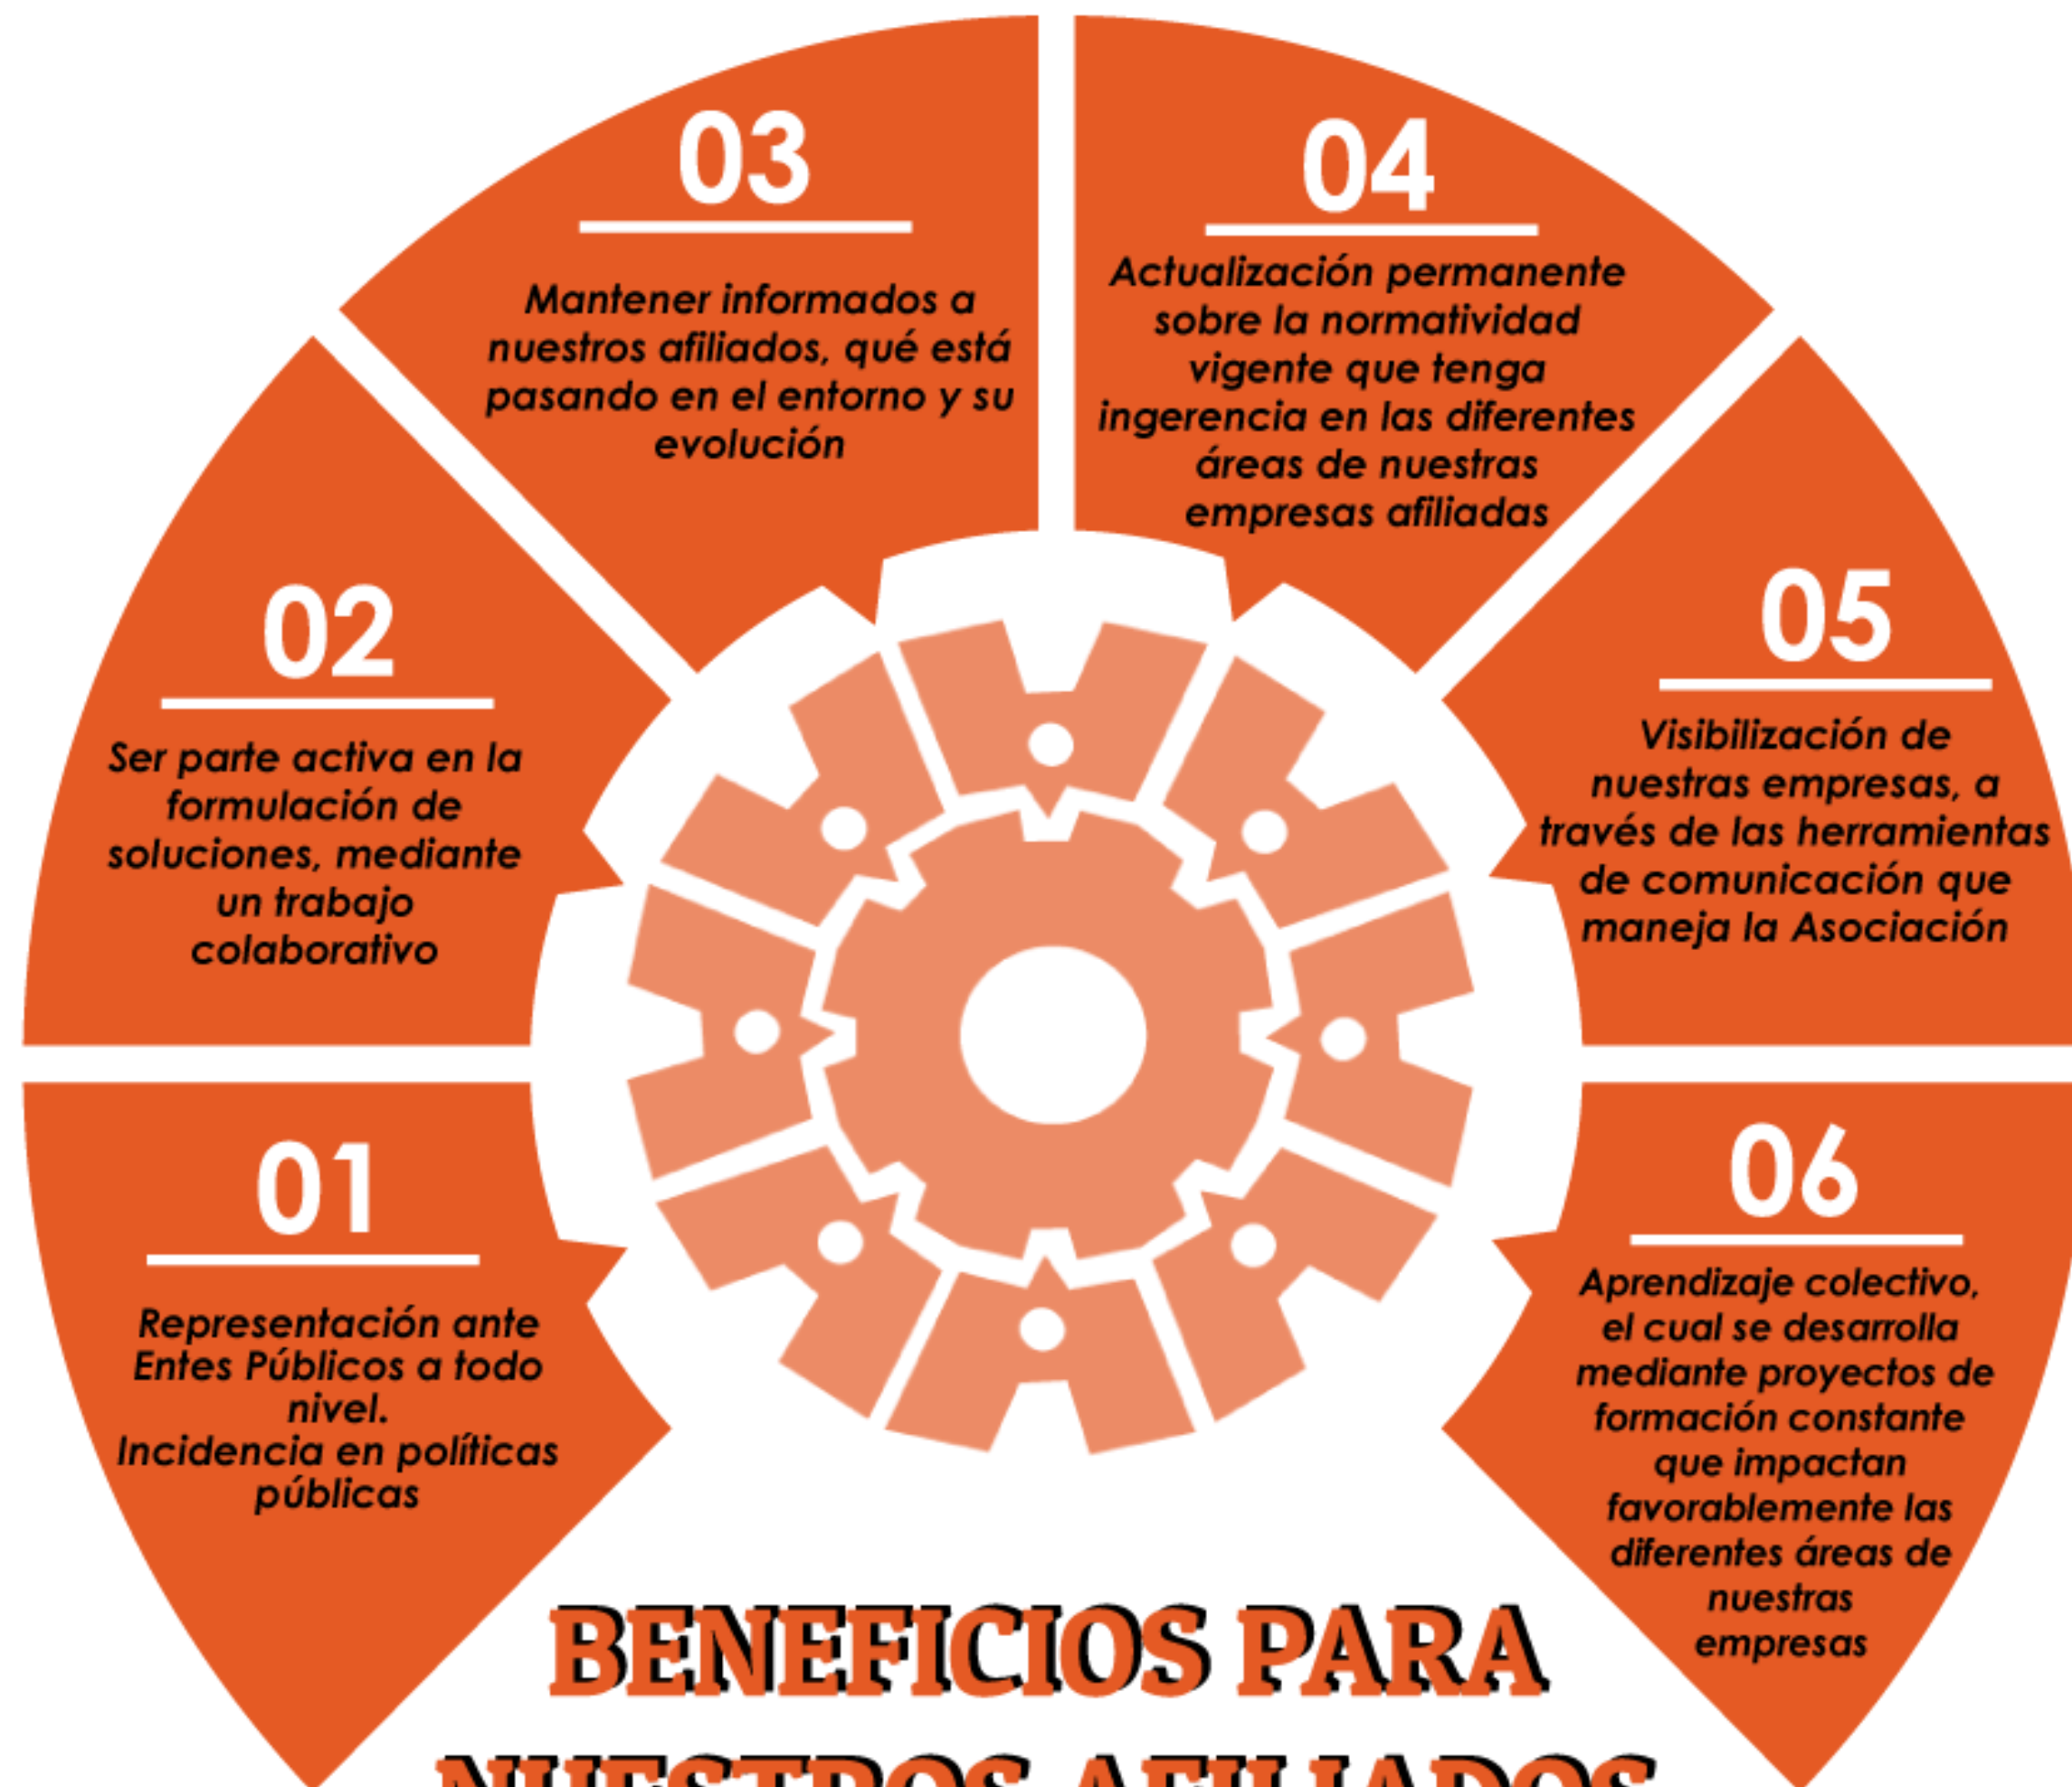 03
Mantener informados a
nuestros afiliados, qué está
pasando en el entorno y su
evolución
04
Actualización permanente
sobre la normatividad
vigente que tenga
ingerencia en las diferentes
áreas de nuestras
empresas afiliadas
02
Ser parte activa en la
formulación de
soluciones, mediante
un trabajo
colaborativo
05
Visibilización de
nuestras empresas, a
través de las herramientas
de comunicación que
maneja la Asociación
01
Representación ante
Entes Públicos a todo
nivel.
Incidencia en políticas
públicas
06
Aprendizaje colectivo,
el cual se desarrolla
mediante proyectos de
formación constante
que impactan
favorablemente las
diferentes áreas de
nuestras
empresas
BENEFICIOS PARA
NUESTROS AFILIADOS